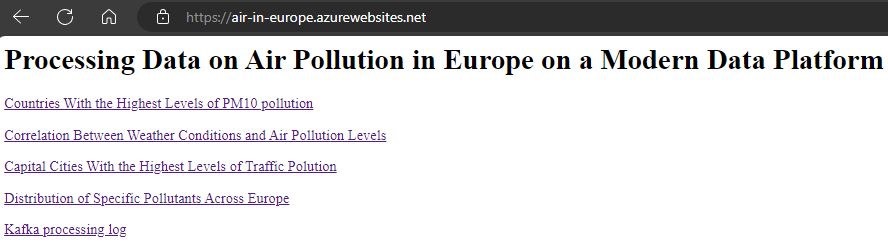 https://air-in-europe.azurewebsites.net
Processing Data on Air Pollution in Europe on a Modern Data Platform
Countries With the Highest Levels of PM10 pollution
Correlation Between Weather Conditions and Air Pollution Levels
Capital Cities With the Highest Levels of Traffic Polution
Distribution of Specific Pollutants Across Europe
Kafka processing log